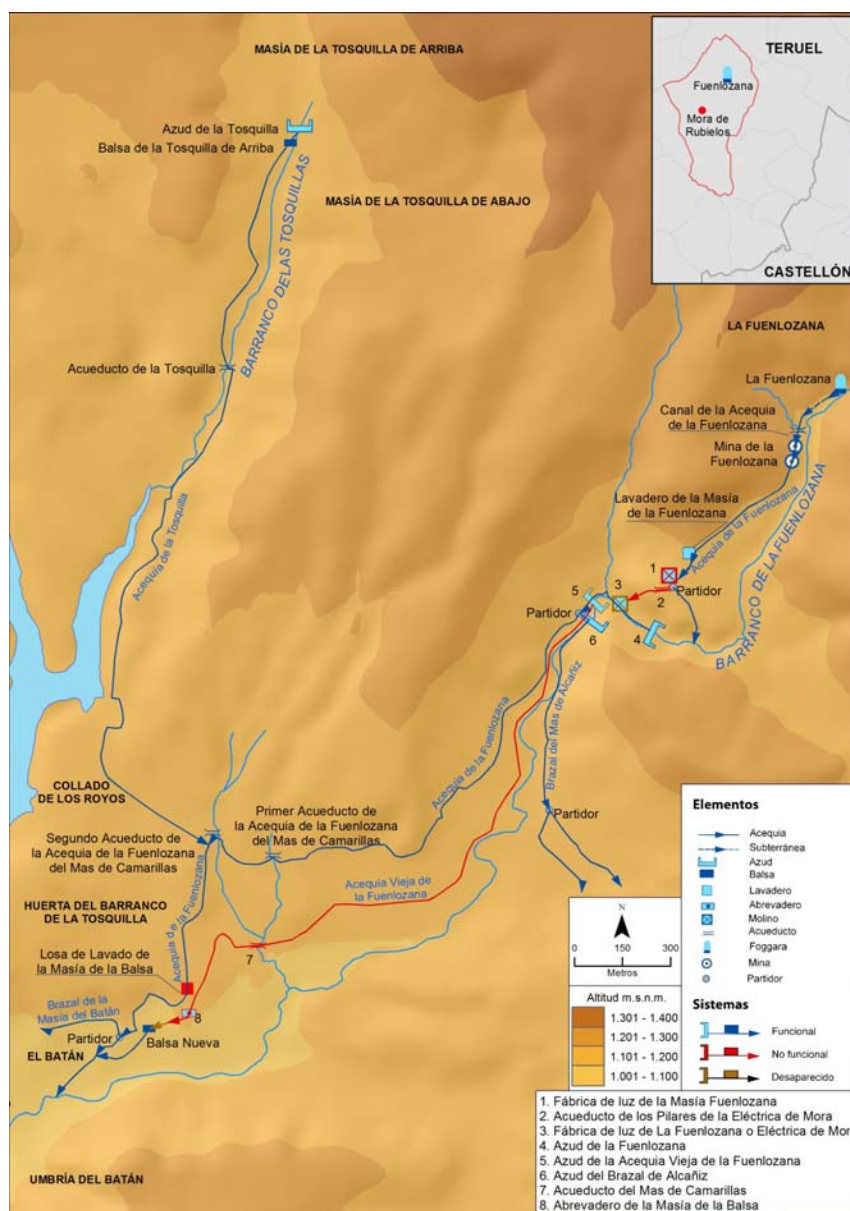 MASÍA DE LA TOSQUILLA DE ARRIBA
TERUEL
Fuenlozana
Mora de
Rubielos
CASTELLÓN
Azud de la Tosquilla
Balsa de la Tosquilla de Arriba
BARRANCO DE LAS TOSQUILLAS
MASÍA DE LA TOSQUILLA DE ABAJO
LA FUENLOZANA
Acueducto de la Tosquilla
La Fuenlozana
Canal de la Acequia
de la Fuenlozana
Mina de la
Fuenlozana
Lavadero de la Masía
de la Fuenlozana
Acequia de la Fuenlozana
BARRANCO DE LA FUENLOZANA
Acequia de la Tosquilla
1
Partidor
2
3
5
Partidor
6
4
Acequia de la Fuenlozana
Brazal del Mas de Alcañiz
Partidor
COLLADO
DE LOS ROYOS
Primer Acueducto de
la Acequia de la Fuenlozana
del Mas de Camarillas
Segundo Acueducto de
la Acequia de la Fuenlozana
del Mas de Camarillas
Acequia Vieja de
la Fuenlozana
HUERTA DEL BARRANCO
DE LA TOSQUILLA
Acequia de la Fuenlozana
7
Losa de Lavado de
la Masía de la Balsa
Brazal de la
Masía del Batán
8
Partidor
Balsa Nueva
EL BATÁN
UMBRÍA DEL BATÁN
Elementos
Acequia
Subterránea
Azud
Balsa
Lavadero
Abrevadero
Molino
Acueducto
Foggara
Mina
Partidor
Sistemas
Funcional
No funcional
Desaparecido
N
0 150 300
Metros
Altitud m.s.n.m.
1.301 - 1.400
1.201 - 1.300
1.101 - 1.200
1.001 - 1.100
1. Fábrica de luz de la Masía Fuenlozana
2. Acueducto de los Pilares de la Eléctrica de Mora
3. Fábrica de luz de La Fuenlozana o Eléctrica de Mor
4. Azud de la Fuenlozana
5. Azud de la Acequia Vieja de la Fuenlozana
6. Azud del Brazal de Alcañiz
7. Acueducto del Mas de Camarillas
8. Abrevadero de la Masía de la Balsa